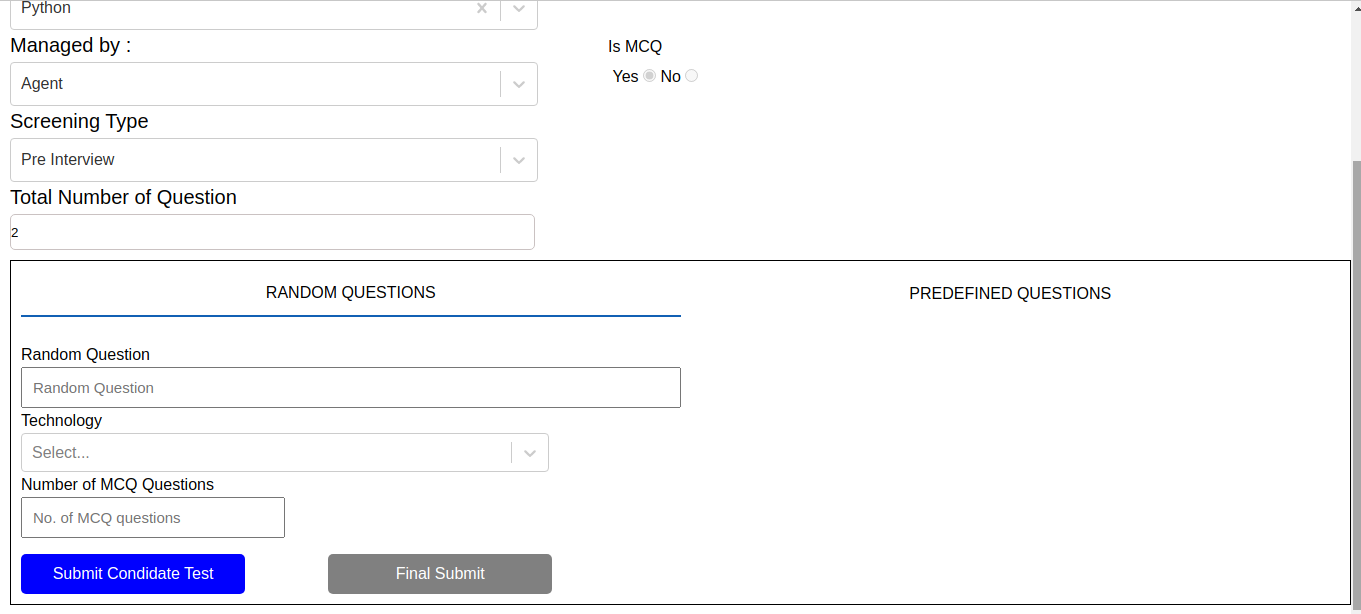 Python
Managed by :
Is MCQ
Agent
Yes No
Screening Type
Pre Interview
Total Number of Question
2
RANDOM QUESTIONS
PREDEFINED QUESTIONS
Random Question
Random Question
Technology
Select...
Number of MCQ Questions
No. of MCQ questions
Submit Condidate Test
Final Submit